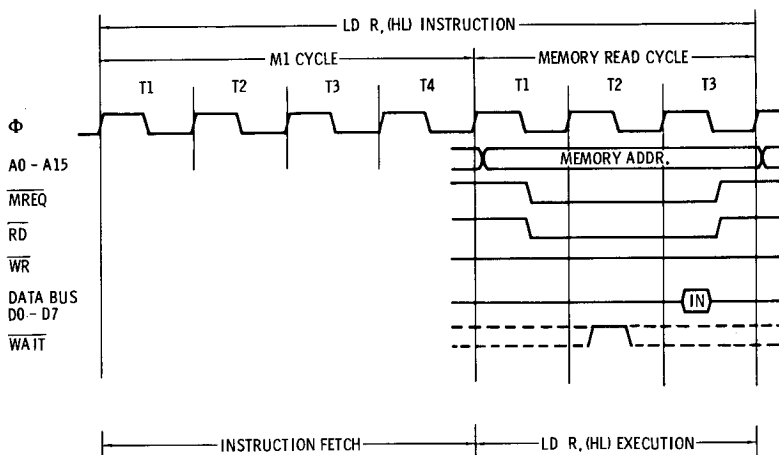 LD R, (HL) INSTRUCTION
M1 CYCLE MEMORY READ CYCLE
T1 T2 T3 T4 T1 T2 T3
Φ
A0 - A15 MEMORY ADDR.
MREQ
RD
WR
DATA BUS
D0 - D7 IN
WAIT
INSTRUCTION FETCH LD R, (HL) EXECUTION